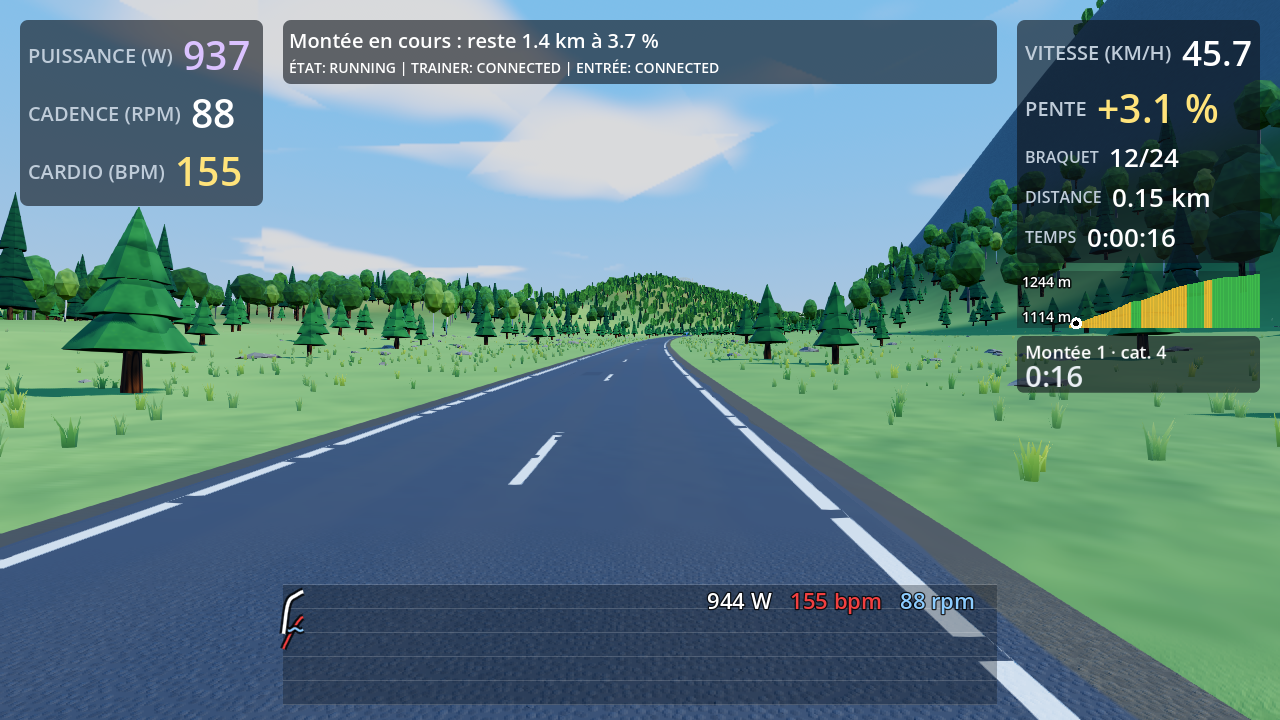 PUISSANCE (W) 937
CADENCE (RPM) 88
CARDIO (BPM) 155
Montée en cours : reste 1.4 km à 3.7 %
ÉTAT: RUNNING | TRAINER: CONNECTED | ENTRÉE: CONNECTED
VITESSE (KM/H) 45.7
PENTE +3.1 %
BRAQUET 12/24
DISTANCE 0.15 km
TEMPS 0:00:16
1244 m
1114 m
Montée 1 · cat. 4
0:16
944 W 155 bpm 88 rpm